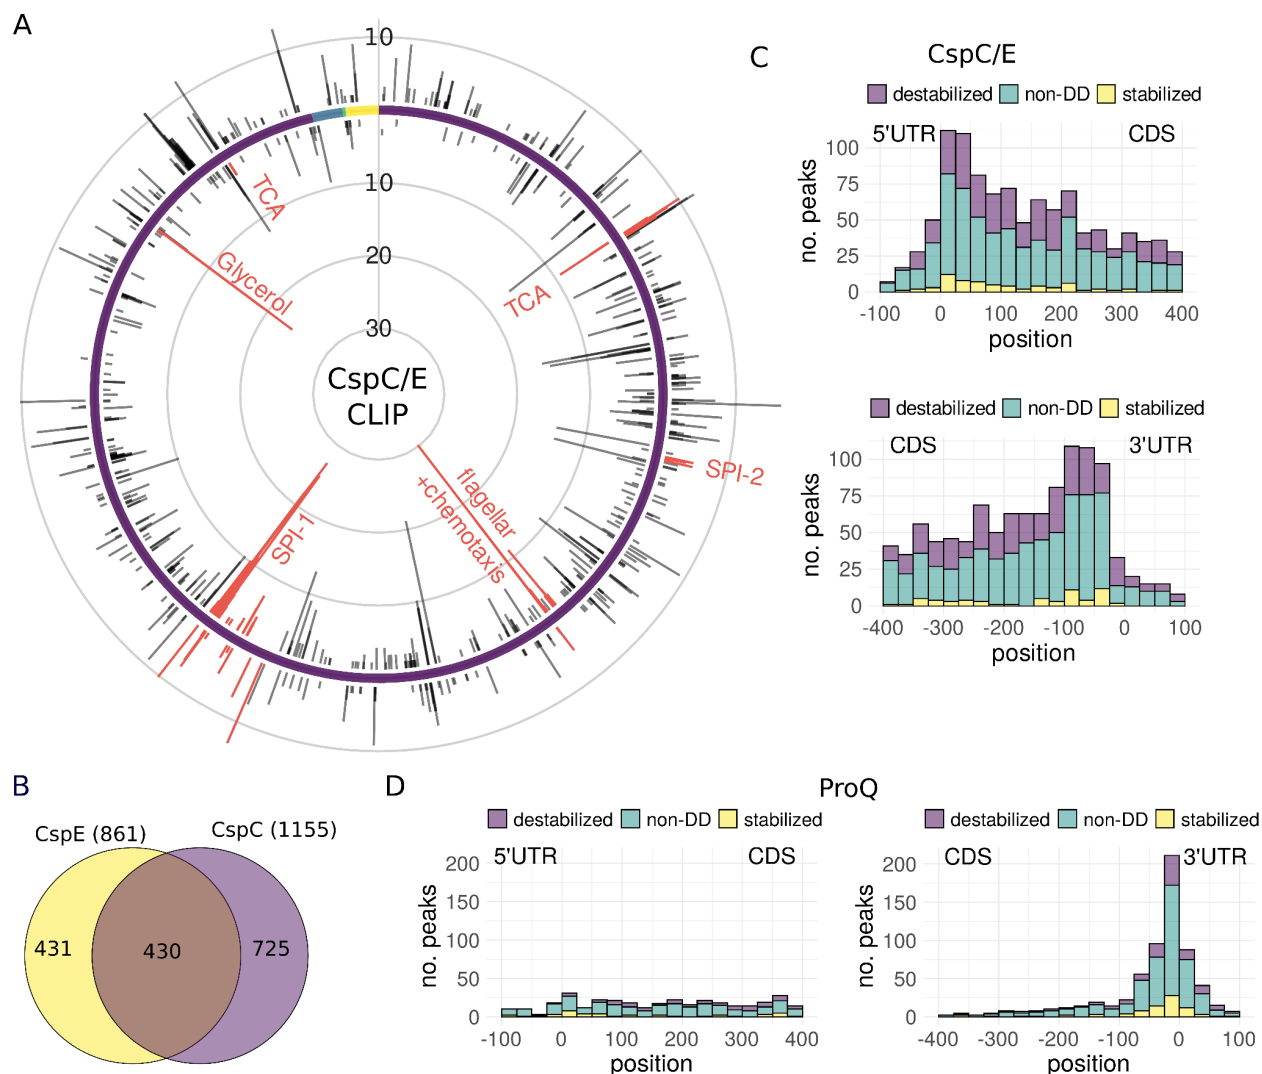 A
10
10
20
30
TCA
Glycerol
TCA
CspC/E
CLIP
SPI-2
flagellar
+chemotaxis
SPI-1
C
CspC/E
destabilized non-DD stabilized
5'UTR CDS
no. peaks
100
75
50
25
0
-100 0 100 200 300 400
position
destabilized non-DD stabilized
CDS 3'UTR
no. peaks
100
75
50
25
0
-400 -300 -200 -100 0 100
position
B
CspE (861) CspC (1155)
431 430 725
D
ProQ
destabilized non-DD stabilized
5'UTR CDS
no. peaks
200
150
100
50
0
-100 0 100 200 300 400
position
destabilized non-DD stabilized
CDS 3'UTR
no. peaks
200
150
100
50
0
-400 -300 -200 -100 0 100
position